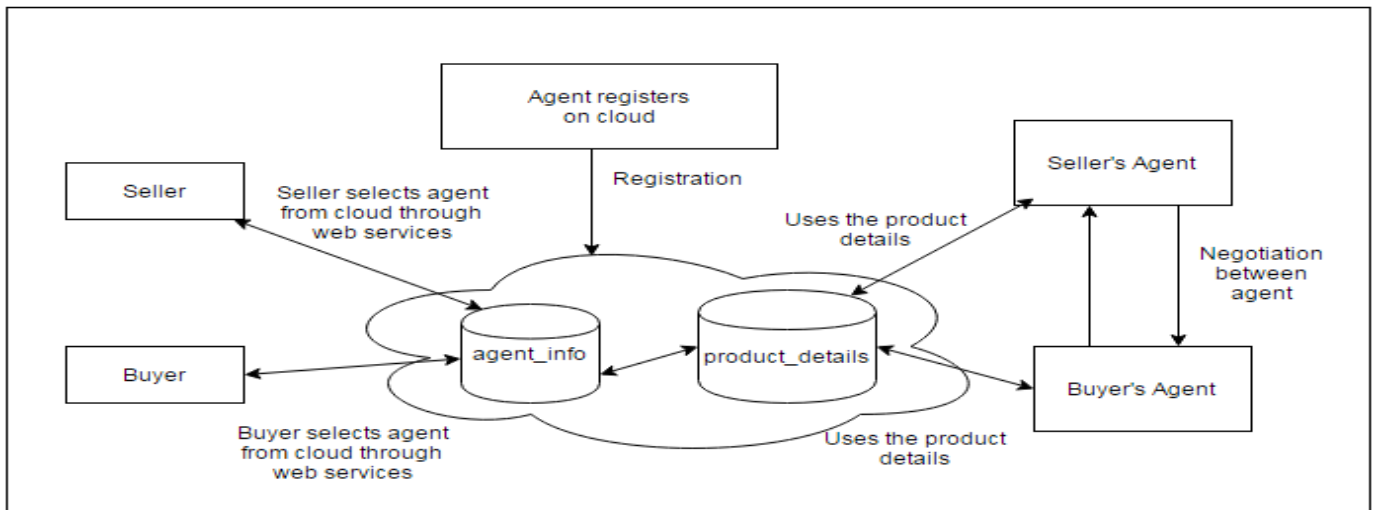 Agent registers
on cloud
Registration
Seller
Seller selects agent
from cloud through
web services
Seller's Agent
Uses the product
details
Negotiation
between
agent
agent_info
product_details
Buyer
Buyer's Agent
Buyer selects agent
from cloud through
web services
Uses the product
details